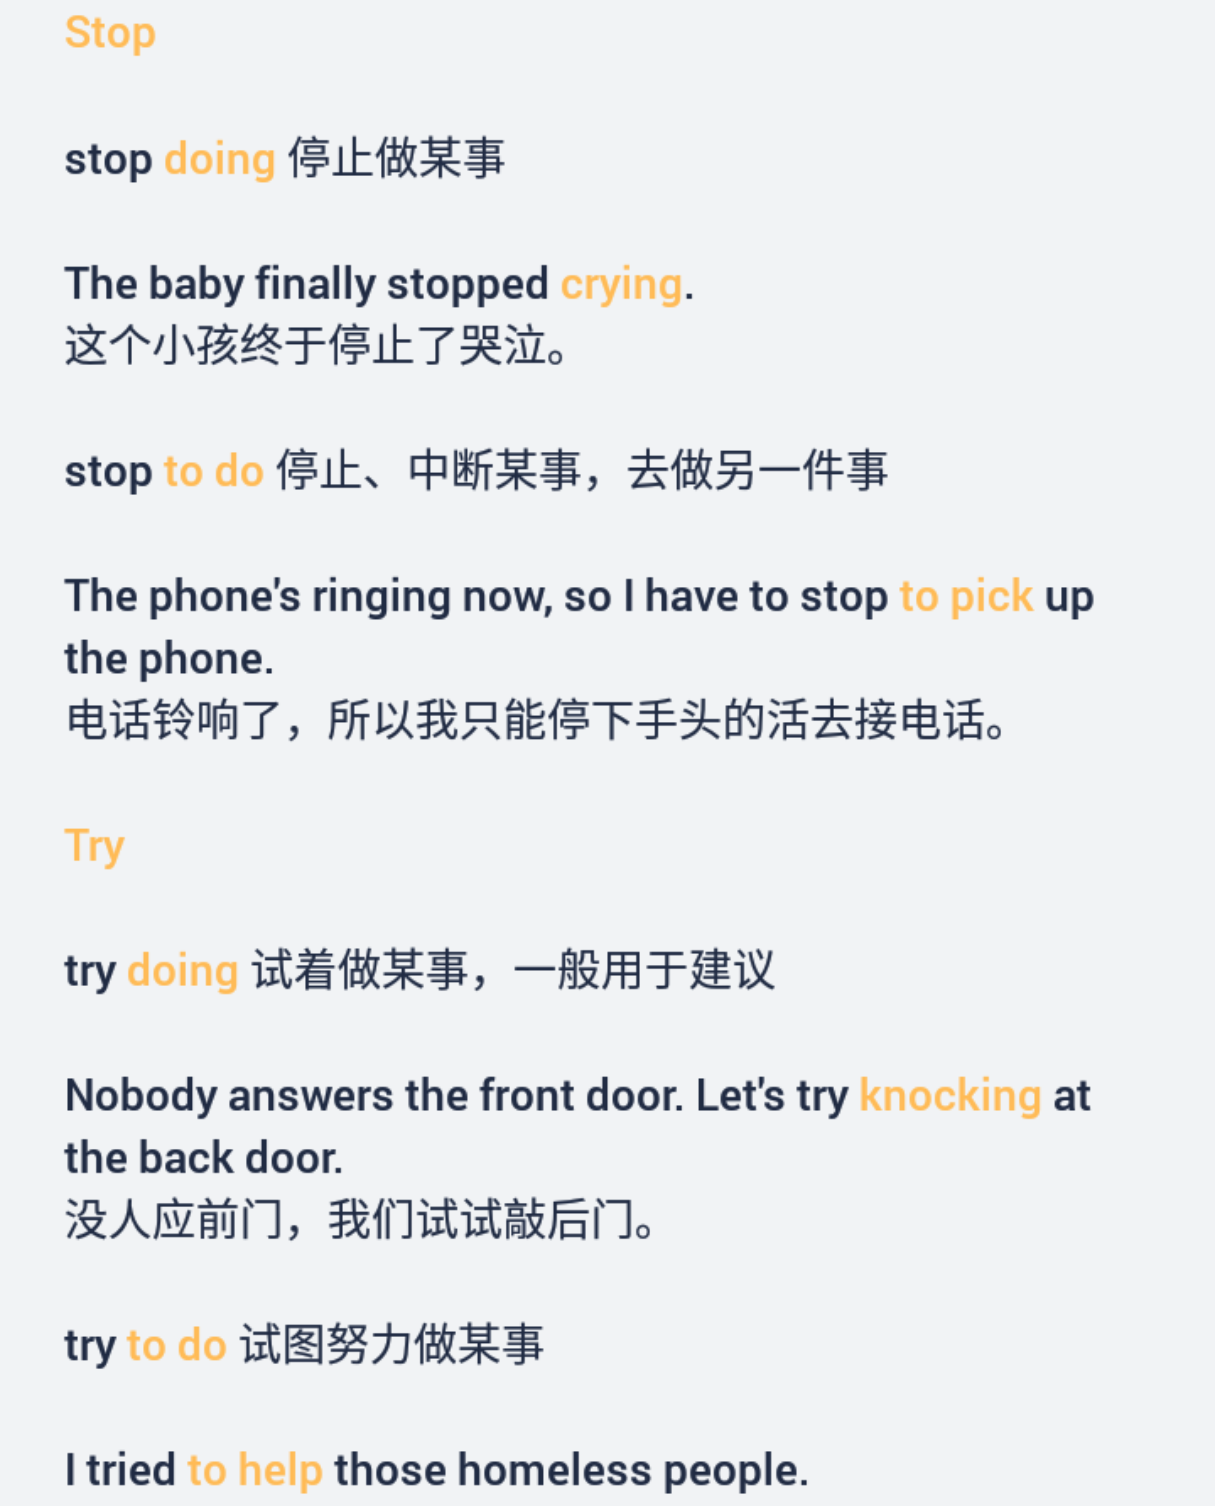 Stop
stop doing 停止做某事
The baby finally stopped crying.
这个小孩终于停止了哭泣。
stop to do 停止、中断某事，去做另一件事
The phone's ringing now, so I have to stop to pick up
the phone.
电话铃响了，所以我只能停下手头的活去接电话。
Try
try doing 试着做某事，一般用于建议
Nobody answers the front door. Let's try knocking at
the back door.
没人应前门，我们试试敲后门。
try to do 试图努力做某事
I tried to help those homeless people.